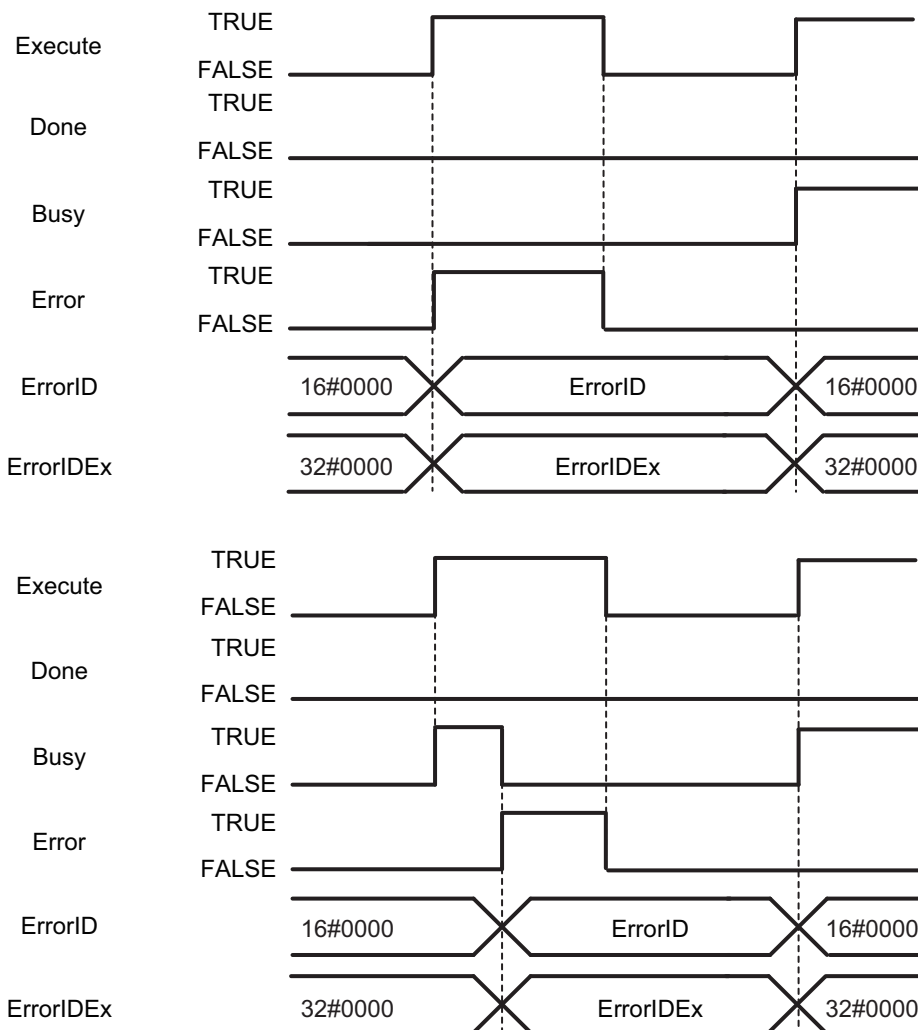 TRUE
Execute
FALSE
TRUE
Done
FALSE
TRUE
Busy
FALSE
TRUE
Error
FALSE
ErrorID 16#0000 ErrorID 16#0000
ErrorIDEx 32#0000 ErrorIDEx 32#0000
TRUE
Execute
FALSE
TRUE
Done
FALSE
TRUE
Busy
FALSE
TRUE
Error
FALSE
ErrorID 16#0000 ErrorID 16#0000
ErrorIDEx 32#0000 ErrorIDEx 32#0000